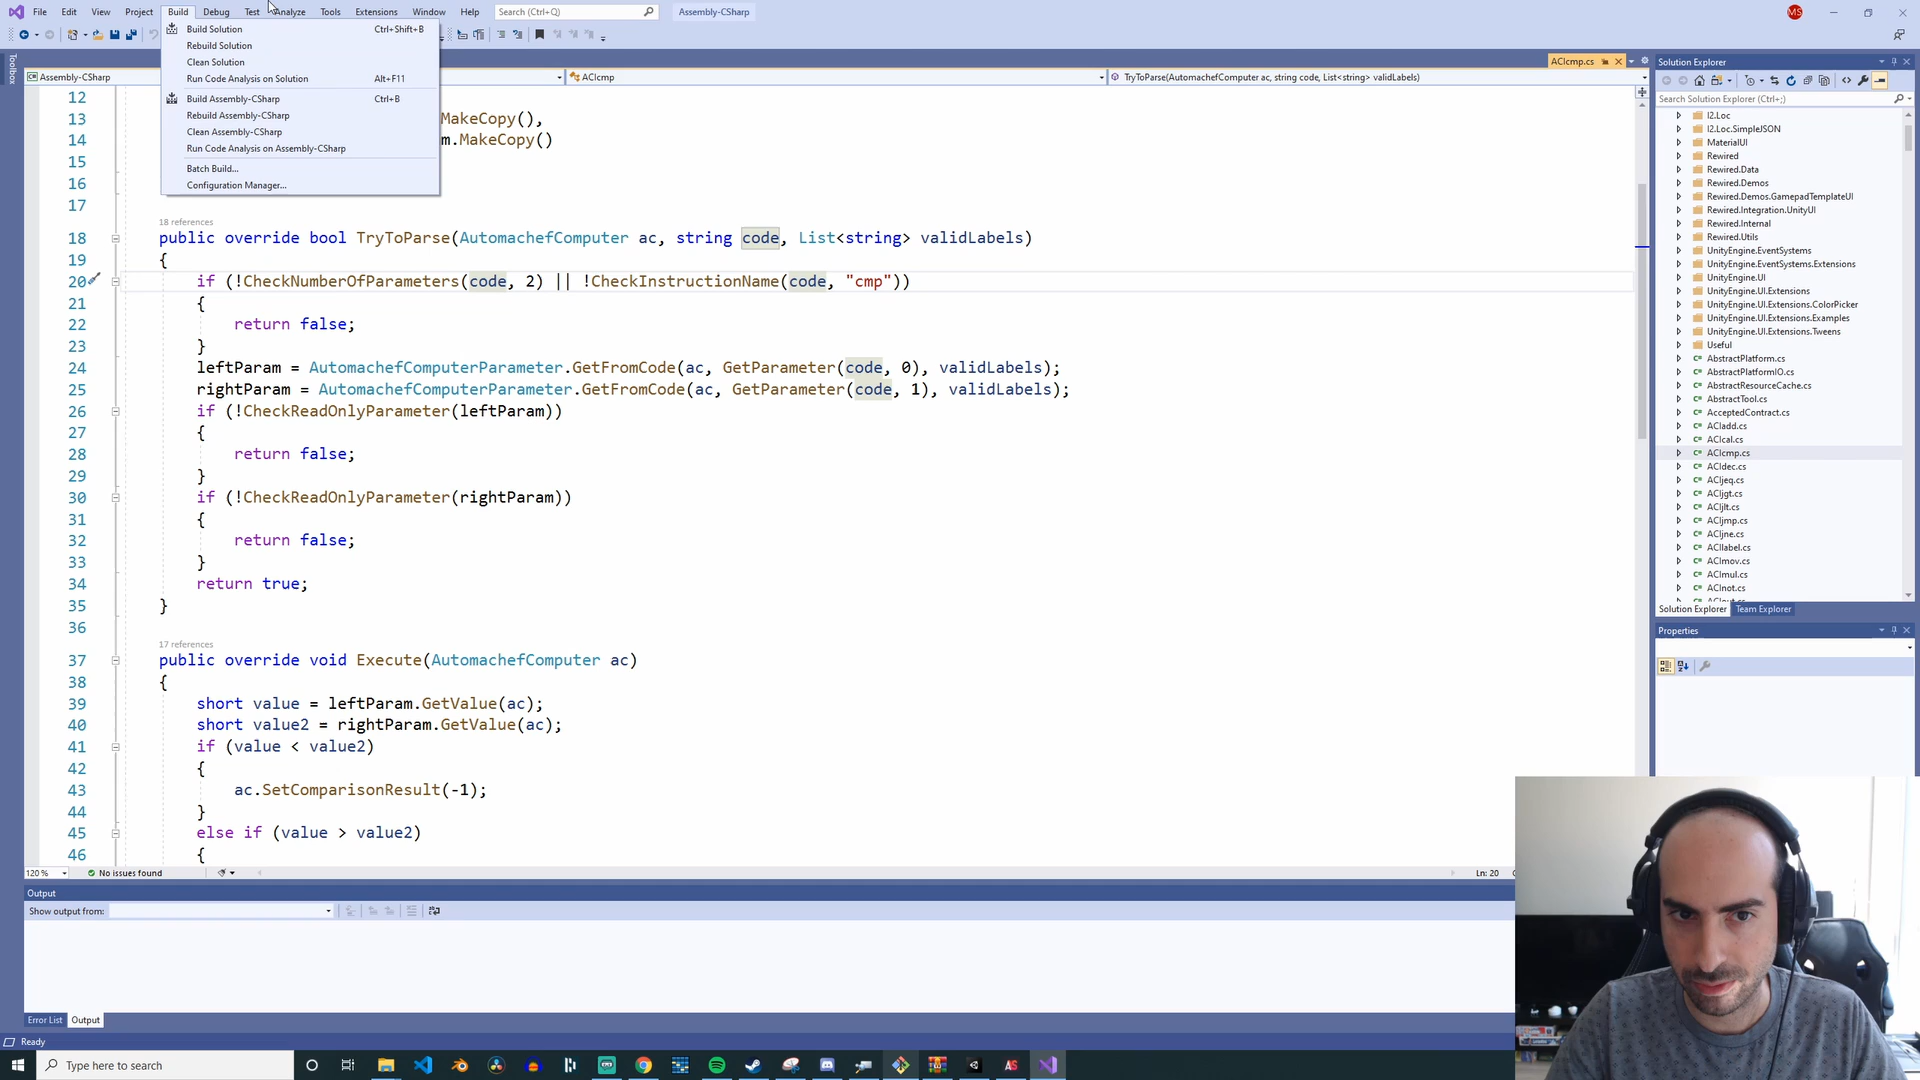 File Edit View Project Build Debug Test Analyze Tools Extensions Window Help Search (Ctrl+Q) Assembly-CSharp MS
Build Solution Ctrl+Shift+B
Rebuild Solution
Clean Solution
Run Code Analysis on Solution Alt+F11
Build Assembly-CSharp Ctrl+B
Rebuild Assembly-CSharp
Clean Assembly-CSharp
Run Code Analysis on Assembly-CSharp
Batch Build...
Configuration Manager...
Toolbox
ACIcmp.cs
Assembly-CSharp ACIcmp TryToParse(AutomachefComputer ac, string code, List<string> validLabels)
12
13 MakeCopy(),
14 m.MakeCopy()
15
16
17
18 references
18 public override bool TryToParse(AutomachefComputer ac, string code, List<string> validLabels)
19 {
20 if (!CheckNumberOfParameters(code, 2) || !CheckInstructionName(code, "cmp"))
21 {
22 return false;
23 }
24 leftParam = AutomachefComputerParameter.GetFromCode(ac, GetParameter(code, 0), validLabels);
25 rightParam = AutomachefComputerParameter.GetFromCode(ac, GetParameter(code, 1), validLabels);
26 if (!CheckReadOnlyParameter(leftParam))
27 {
28 return false;
29 }
30 if (!CheckReadOnlyParameter(rightParam))
31 {
32 return false;
33 }
34 return true;
35 }
36
17 references
37 public override void Execute(AutomachefComputer ac)
38 {
39 short value = leftParam.GetValue(ac);
40 short value2 = rightParam.GetValue(ac);
41 if (value < value2)
42 {
43 ac.SetComparisonResult(-1);
44 }
45 else if (value > value2)
46 {
120 % No issues found Ln: 20
Output
Show output from:
Error List Output
Ready
Type here to search
Solution Explorer
Search Solution Explorer (Ctrl+;)
I2.Loc
I2.Loc.SimpleJSON
MaterialUI
Rewired
Rewired.Data
Rewired.Demos
Rewired.Demos.GamepadTemplateUI
Rewired.Integration.UnityUI
Rewired.Internal
Rewired.Utils
UnityEngine.EventSystems
UnityEngine.EventSystems.Extensions
UnityEngine.UI
UnityEngine.UI.Extensions
UnityEngine.UI.Extensions.ColorPicker
UnityEngine.UI.Extensions.Examples
UnityEngine.UI.Extensions.Tweens
Useful
AbstractPlatform.cs
AbstractPlatformIO.cs
AbstractResourceCache.cs
AbstractTool.cs
AcceptedContract.cs
ACIadd.cs
ACIcal.cs
ACIcmp.cs
ACIdec.cs
ACIjeq.cs
ACIjgt.cs
ACIjlt.cs
ACIjmp.cs
ACIjne.cs
ACIlabel.cs
ACImov.cs
ACImul.cs
ACInot.cs
Solution Explorer Team Explorer
Properties